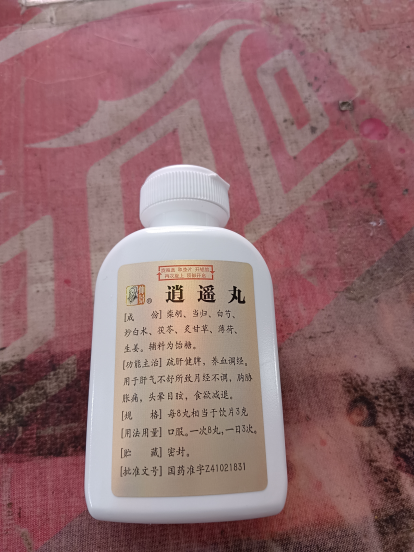 逍遥丸
[成　份]柴胡、当归、白芍、
炒白术、茯苓、炙甘草、薄荷、
生姜。辅料为饴糖。
[功能主治]疏肝健脾，养血调经。
用于肝气不舒所致月经不调，胸胁
胀痛，头晕目眩，食欲减退。
[规　格]每8丸相当于饮片3克
[用法用量]口服。一次8丸，一日3次。
[贮　藏]密封。
[批准文号]国药准字Z41021831